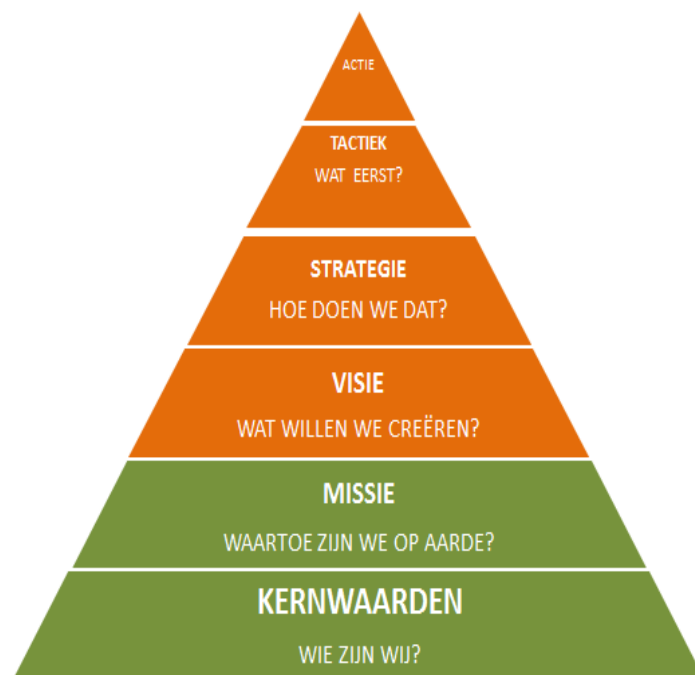 ACTIE
TACTIEK
WAT EERST?
STRATEGIE
HOE DOEN WE DAT?
VISIE
WAT WILLEN WE CREËREN?
MISSIE
WAARTOE ZIJN WE OP AARDE?
KERNWAARDEN
WIE ZIJN WIJ?